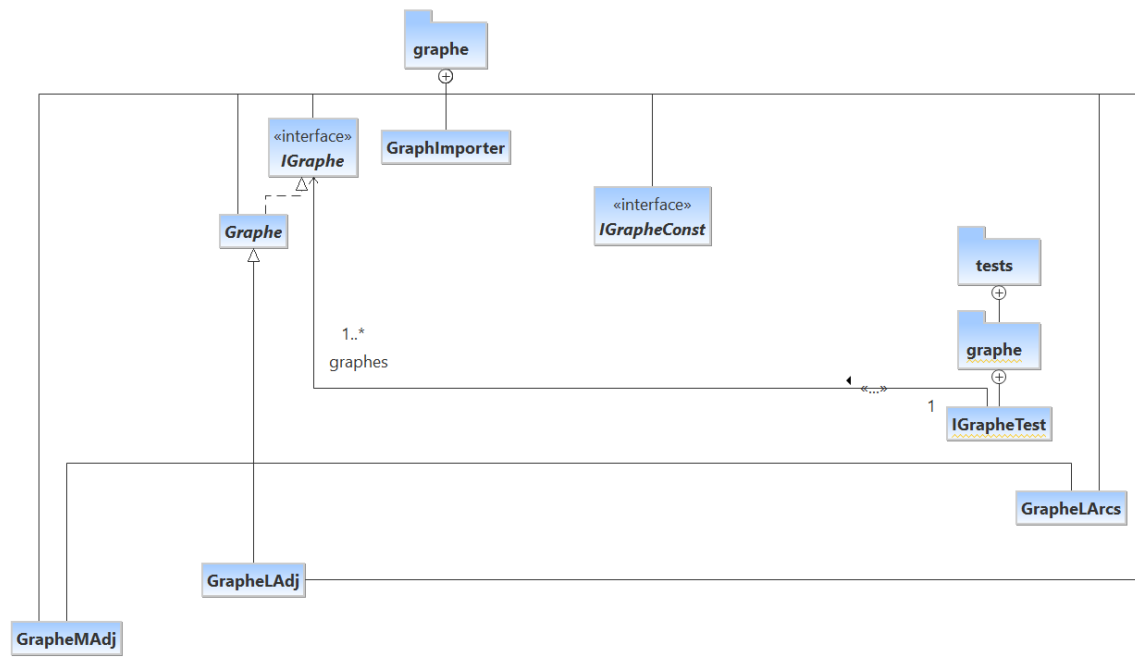 graphe
«interface»
IGraphe
GraphImporter
«interface»
IGrapheConst
Graphe
tests
1..*
graphes
graphe
«...»
1
IGrapheTest
GrapheLArcs
GrapheLAdj
GrapheMAdj